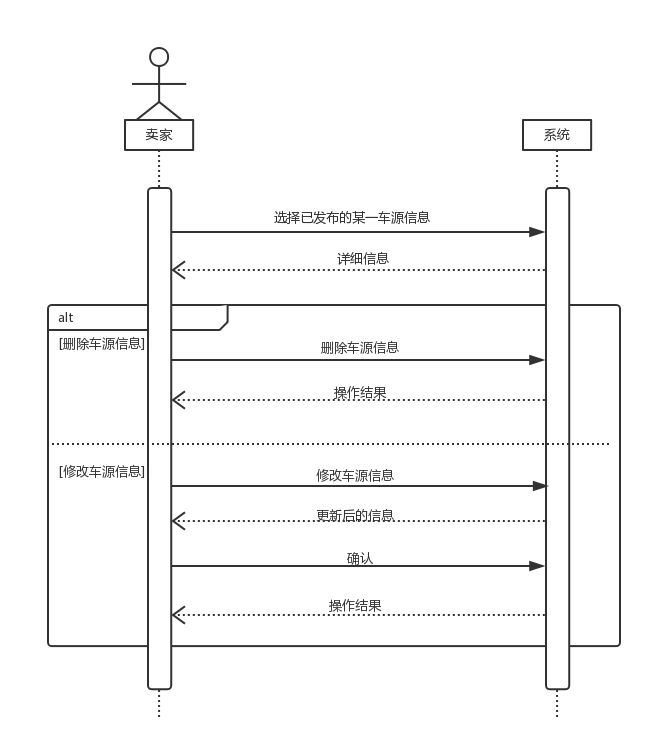 卖家
系统
选择已发布的某一车源信息
详细信息
alt
[删除车源信息]
删除车源信息
操作结果
[修改车源信息]
修改车源信息
更新后的信息
确认
操作结果